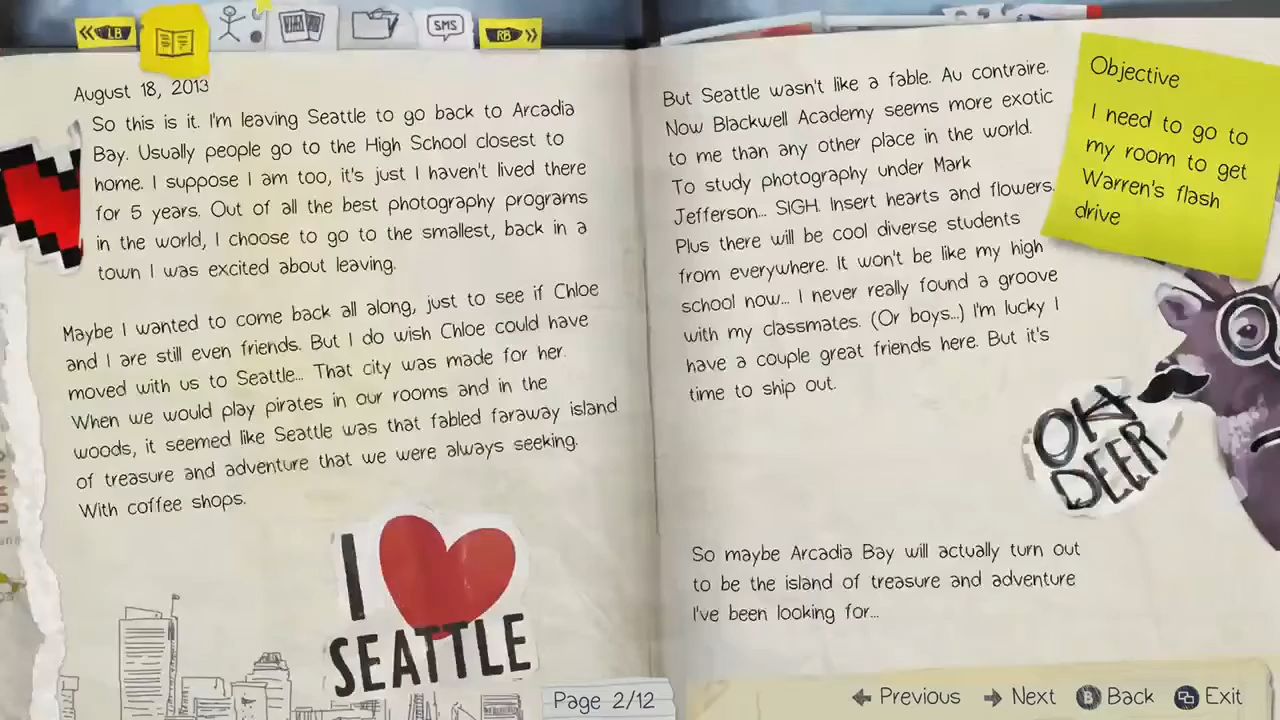 LB
SMS
RB
August 18, 2013
So this is it. I'm leaving Seattle to go back to Arcadia
Bay. Usually people go to the High School closest to
home. I suppose I am too, it's just I haven't lived there
for 5 years. Out of all the best photography programs
in the world, I choose to go to the smallest, back in a
town I was excited about leaving.
Maybe I wanted to come back all along, just to see if Chloe
and I are still even friends. But I do wish Chloe could have
moved with us to Seattle... That city was made for her.
When we would play pirates in our rooms and in the
woods, it seemed like Seattle was that fabled faraway island
of treasure and adventure that we were always seeking.
With coffee shops.
I
SEATTLE
But Seattle wasn't like a fable. Au contraire.
Now Blackwell Academy seems more exotic
to me than any other place in the world.
To study photography under Mark
Jefferson... SIGH. Insert hearts and flowers.
Plus there will be cool diverse students
from everywhere. It won't be like my high
school now... I never really found a groove
with my classmates. (Or boys...) I'm lucky I
have a couple great friends here. But it's
time to ship out.
So maybe Arcadia Bay will actually turn out
to be the island of treasure and adventure
I've been looking for...
Objective
I need to go to
my room to get
Warren's flash
drive
OH
DEER
Page 2/12
Previous
Next
B Back
Exit